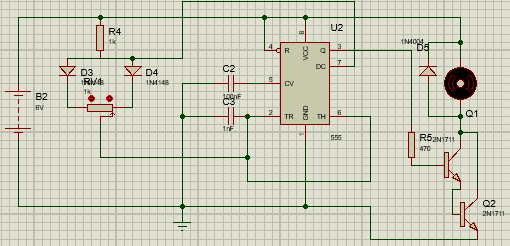 R4
1k
D3
D4
1N4148
RV1
1k
B2
6V
C2
100nF
C3
1nF
U2
4
R
8
VCC
Q
3
DC
7
5
CV
2
TR
GND
1
TH
6
555
1N4004
D5
Q1
2N1711
R5
470
Q2
2N1711